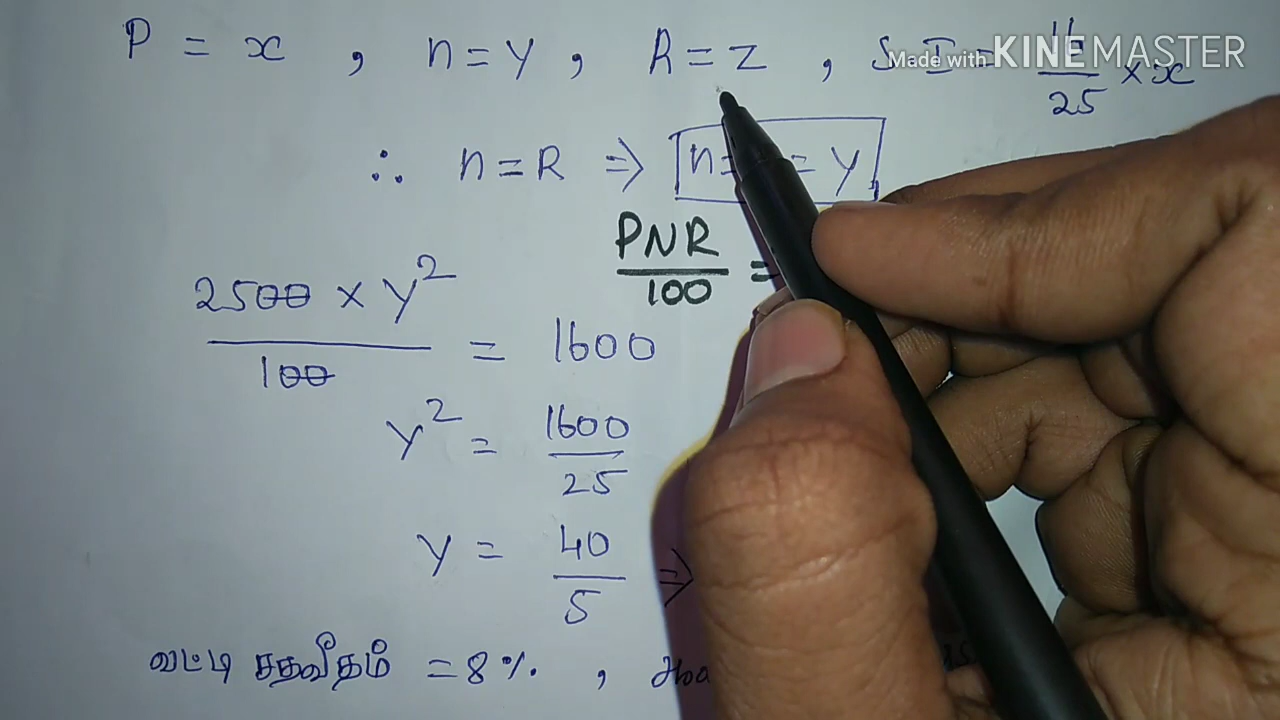 P = x , n = y , R = z , S I = 16/25 × x
Made with KINEMASTER
∴ n = R ⇒ n = = y
PNR/100 =
2500 × y²/100 = 1600
y² = 1600/25
y = 40/5 ⇒
வட்டி சதவீதம் = 8% ,